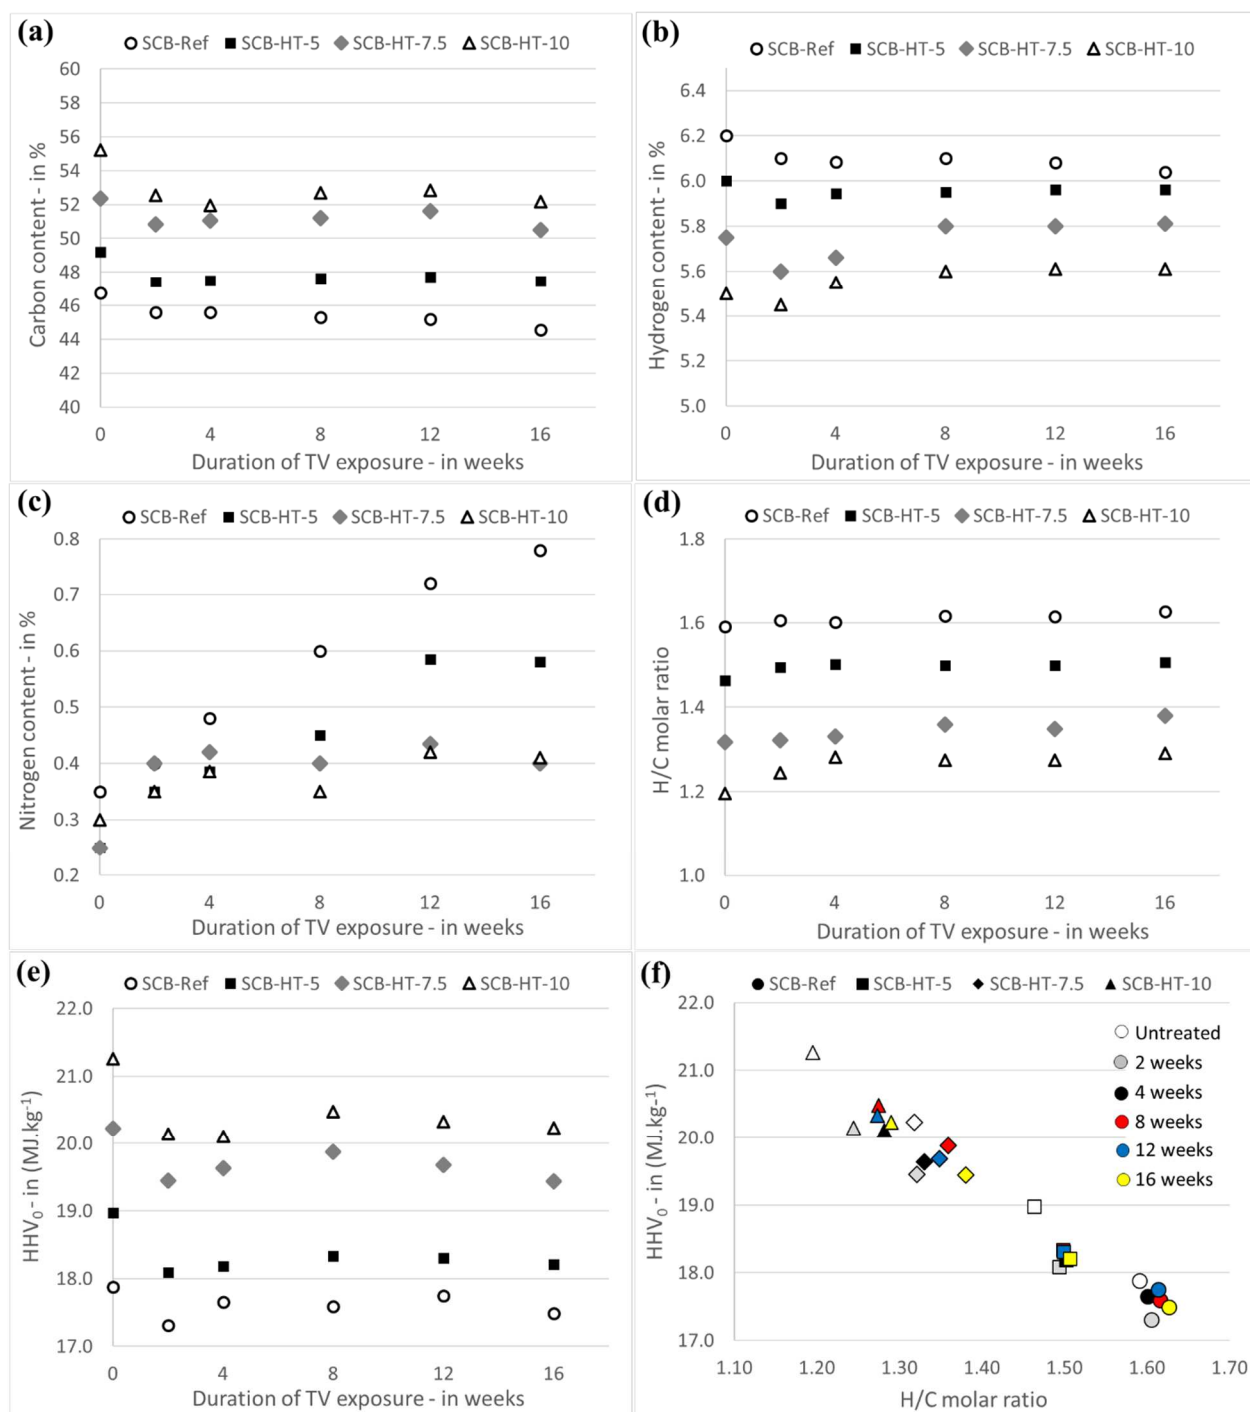 (a)
SCB-Ref SCB-HT-5 SCB-HT-7.5 SCB-HT-10
60
58
56
54
52
50
48
46
44
42
40
Carbon content - in %
0 4 8 12 16
Duration of TV exposure - in weeks
(b)
SCB-Ref SCB-HT-5 SCB-HT-7.5 SCB-HT-10
6.4
6.2
6.0
5.8
5.6
5.4
5.2
5.0
Hydrogen content - in %
0 4 8 12 16
Duration of TV exposure - in weeks
(c)
SCB-Ref SCB-HT-5 SCB-HT-7.5 SCB-HT-10
0.8
0.7
0.6
0.5
0.4
0.3
0.2
Nitrogen content - in %
0 4 8 12 16
Duration of TV exposure - in weeks
(d)
SCB-Ref SCB-HT-5 SCB-HT-7.5 SCB-HT-10
1.8
1.6
1.4
1.2
1.0
H/C molar ratio
0 4 8 12 16
Duration of TV exposure - in weeks
(e)
SCB-Ref SCB-HT-5 SCB-HT-7.5 SCB-HT-10
22.0
21.0
20.0
19.0
18.0
17.0
HHV₀ - in (MJ.kg⁻¹)
0 4 8 12 16
Duration of TV exposure - in weeks
(f)
SCB-Ref SCB-HT-5 SCB-HT-7.5 SCB-HT-10
22.0
21.0
20.0
19.0
18.0
17.0
HHV₀ - in (MJ.kg⁻¹)
Untreated
2 weeks
4 weeks
8 weeks
12 weeks
16 weeks
1.10 1.20 1.30 1.40 1.50 1.60 1.70
H/C molar ratio